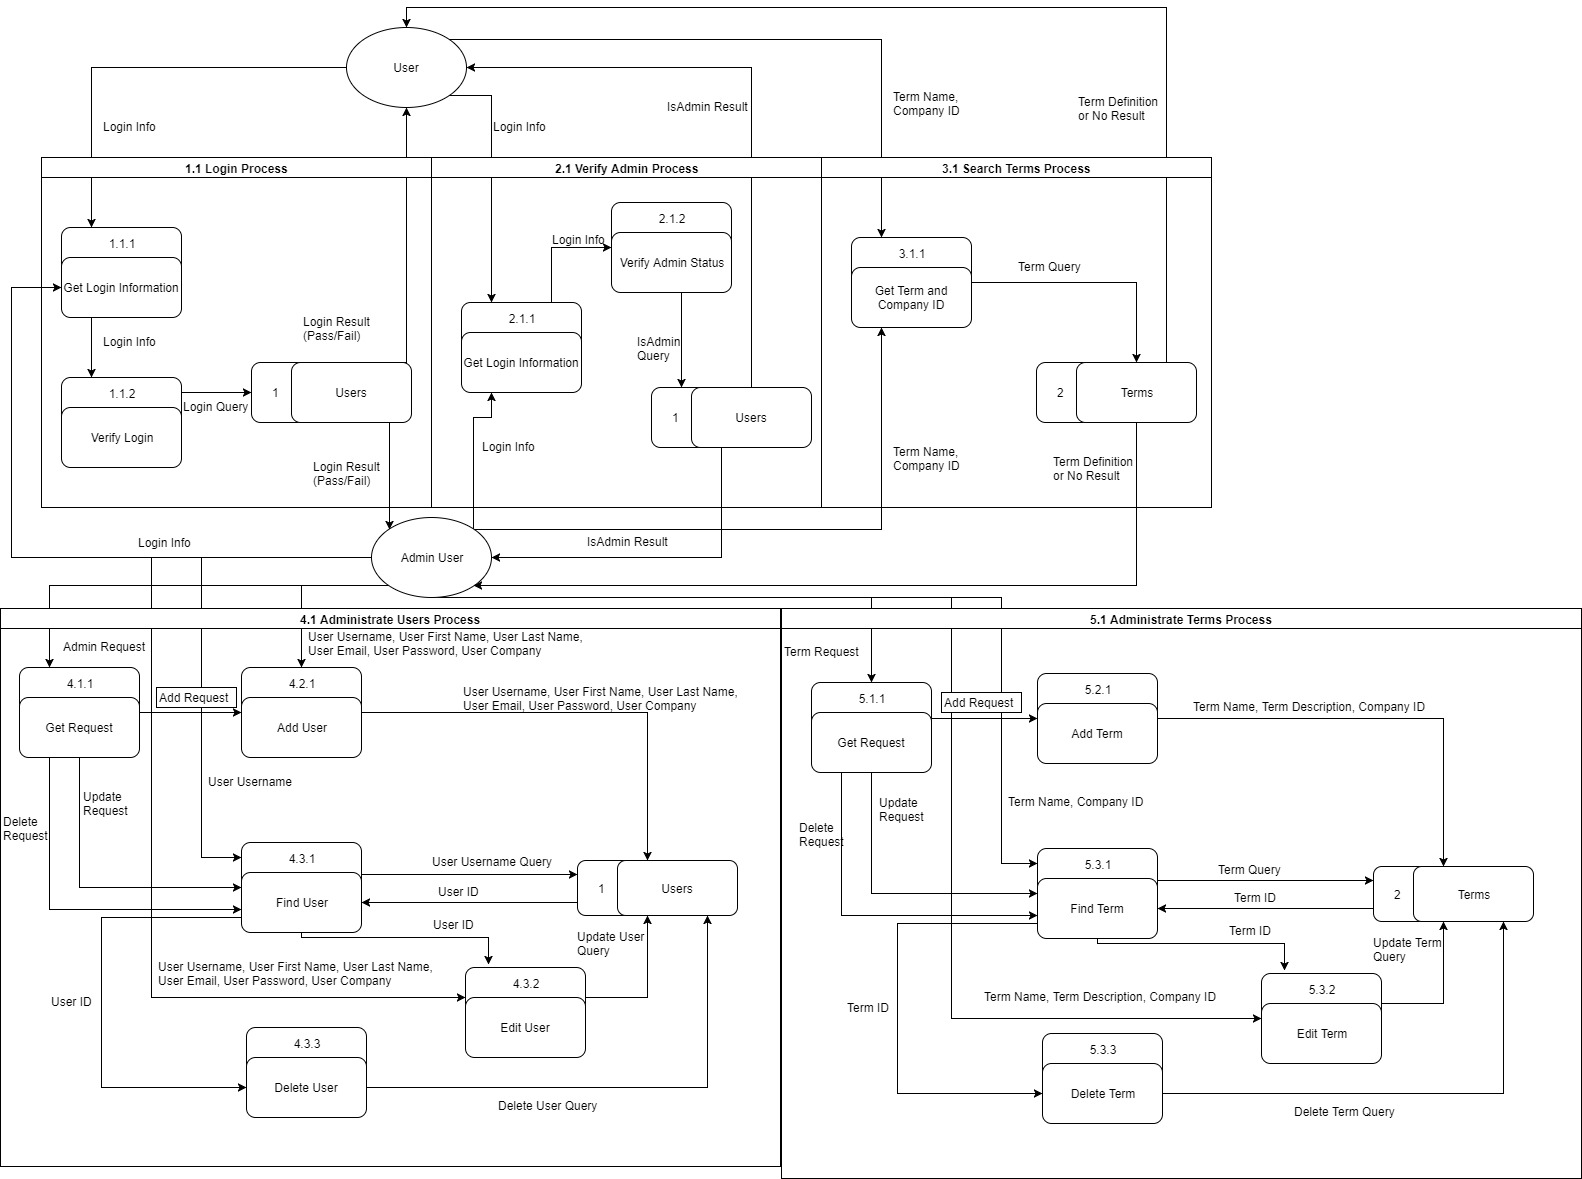 User
Login Info
Login Info
IsAdmin Result
Term Name,
Company ID
Term Definition
or No Result
1.1 Login Process
2.1 Verify Admin Process
3.1 Search Terms Process
1.1.1
Get Login Information
Login Info
1.1.2
Verify Login
Login Query
Login Result
(Pass/Fail)
1
Users
Login Result
(Pass/Fail)
2.1.2
Verify Admin Status
Login Info
2.1.1
Get Login Information
IsAdmin
Query
1
Users
Login Info
3.1.1
Get Term and
Company ID
Term Query
2
Terms
Term Name,
Company ID
Term Definition
or No Result
Login Info
Admin User
IsAdmin Result
4.1 Administrate Users Process
Admin Request
User Username, User First Name, User Last Name,
User Email, User Password, User Company
4.1.1
Get Request
Add Request
4.2.1
Add User
User Username, User First Name, User Last Name,
User Email, User Password, User Company
User Username
Update
Request
Delete
Request
4.3.1
Find User
User Username Query
User ID
1
Users
User ID
Update User
Query
User Username, User First Name, User Last Name,
User Email, User Password, User Company
4.3.2
Edit User
User ID
4.3.3
Delete User
Delete User Query
5.1 Administrate Terms Process
Term Request
5.1.1
Get Request
Add Request
5.2.1
Add Term
Term Name, Term Description, Company ID
Term Name, Company ID
Update
Request
Delete
Request
5.3.1
Find Term
Term Query
Term ID
2
Terms
Term ID
Update Term
Query
Term Name, Term Description, Company ID
5.3.2
Edit Term
Term ID
5.3.3
Delete Term
Delete Term Query